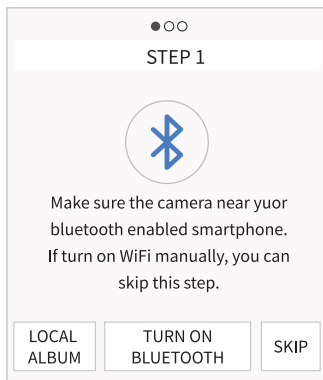 STEP 1
Make sure the camera near yuor
bluetooth enabled smartphone.
If turn on WiFi manually, you can
skip this step.
LOCAL
ALBUM
TURN ON
BLUETOOTH
SKIP